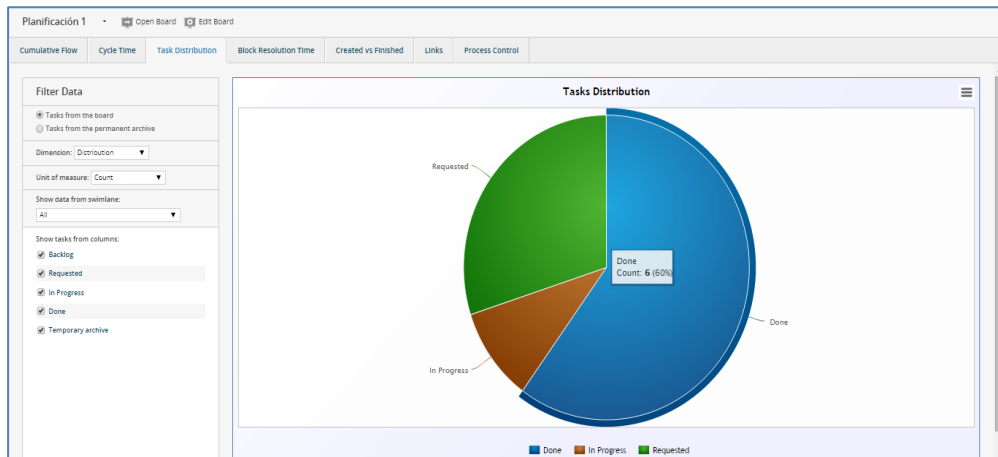 Planificación 1 Open Board Edit Board
Cumulative Flow Cycle Time Task Distribution Block Resolution Time Created vs Finished Links Process Control
Filter Data
Tasks from the board
Tasks from the permanent archive
Dimension: Distribution
Unit of measure: Count
Show data from swimlane:
All
Show tasks from columns:
Backlog
Requested
In Progress
Done
Temporary archive
Tasks Distribution
Requested
Done
Count: 6 (60%)
Done
In Progress
Done In Progress Requested